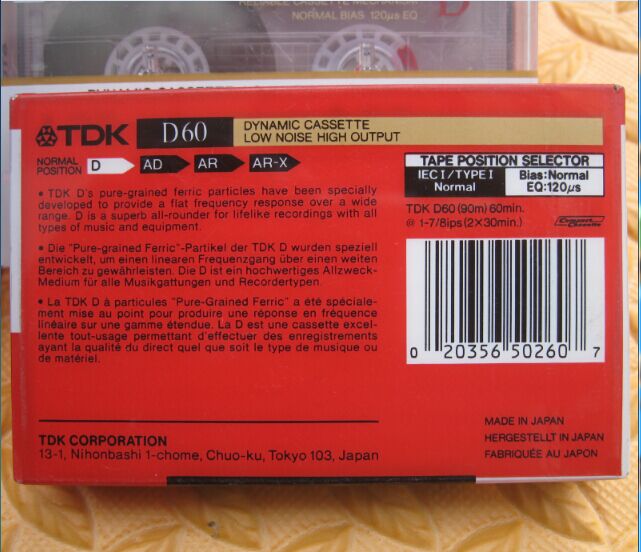 RELIABLE CASSETTE MECHANISM
NORMAL BIAS 120µs EQ
D
TDK D60 DYNAMIC CASSETTE
LOW NOISE HIGH OUTPUT
NORMAL
POSITION D AD AR AR-X
• TDK D's pure-grained ferric particles have been specially
developed to provide a flat frequency response over a wide
range. D is a superb all-rounder for lifelike recordings with all
types of music and equipment.
• Die "Pure-grained Ferric"-Partikel der TDK D wurden speziell
entwickelt, um einen linearen Frequenzgang über einen weiten
Bereich zu gewährleisten. Die D ist ein hochwertiges Allzweck-
Medium für alle Musikgattungen und Recordertypen.
• La TDK D à particules "Pure-Grained Ferric" a été spéciale-
ment mise au point pour produire une réponse en fréquence
linéaire sur une gamme étendue. La D est une cassette excel-
lente tout-usage permettant d'effectuer des enregistrements
ayant la qualité du direct quel que soit le type de musique ou
de matériel.
TAPE POSITION SELECTOR
IEC I/TYPE I
Normal
Bias:Normal
EQ:120µs
TDK D60 (90m) 60min.
@ 1-7/8ips (2×30min.)
Compact
Cassette
0 20356 50260 7
TDK CORPORATION
13-1, Nihonbashi 1-chome, Chuo-ku, Tokyo 103, Japan
MADE IN JAPAN
HERGESTELLT IN JAPAN
FABRIQUÉE AU JAPON